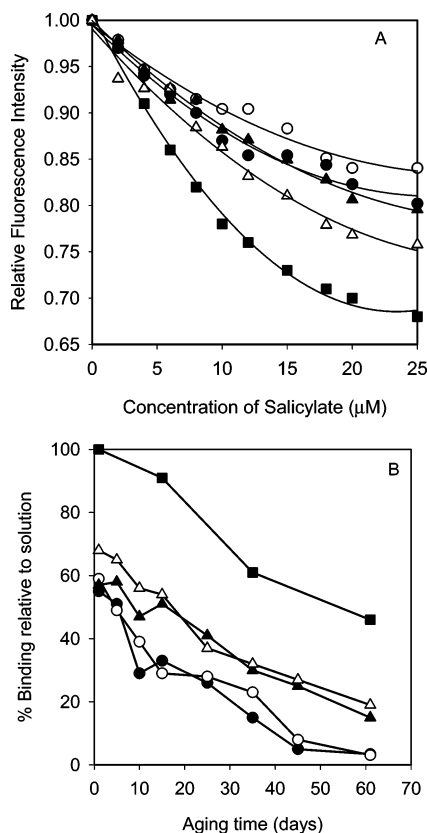 A
Relative Fluorescence Intensity
1.00
0.95
0.90
0.85
0.80
0.75
0.70
0.65
0 5 10 15 20 25
Concentration of Salicylate (μM)
B
% Binding relative to solution
100
80
60
40
20
0
0 10 20 30 40 50 60 70
Aging time (days)